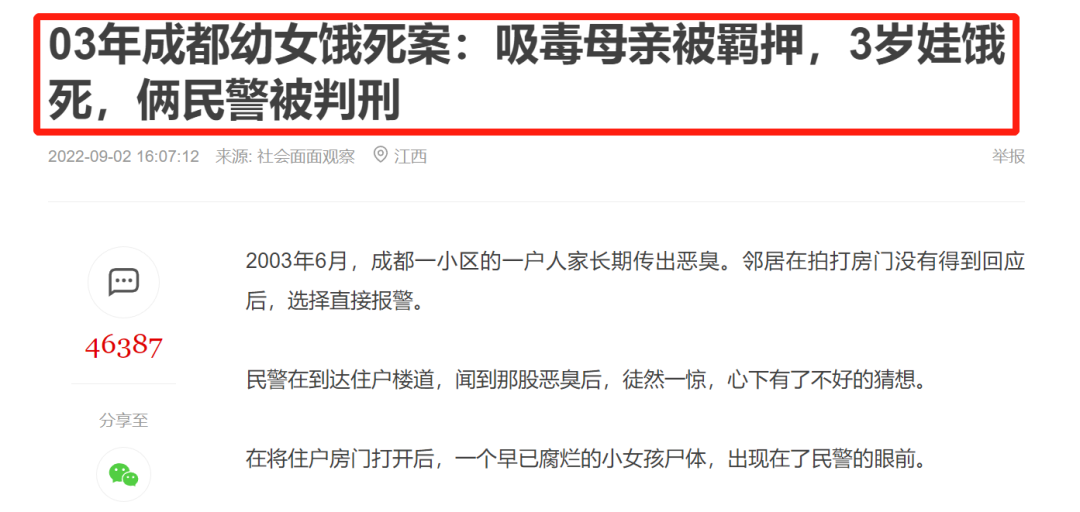 03年成都幼女饿死案：吸毒母亲被羁押，3岁娃饿
死，俩民警被判刑
2022-09-02 16:07:12 来源: 社会面面观察 江西 举报
2003年6月，成都一小区的一户人家长期传出恶臭。邻居在拍打房门没有得到回应
后，选择直接报警。
46387
民警在到达住户楼道，闻到那股恶臭后，徒然一惊，心下有了不好的猜想。
分享至
在将住户房门打开后，一个早已腐烂的小女孩尸体，出现在了民警的眼前。